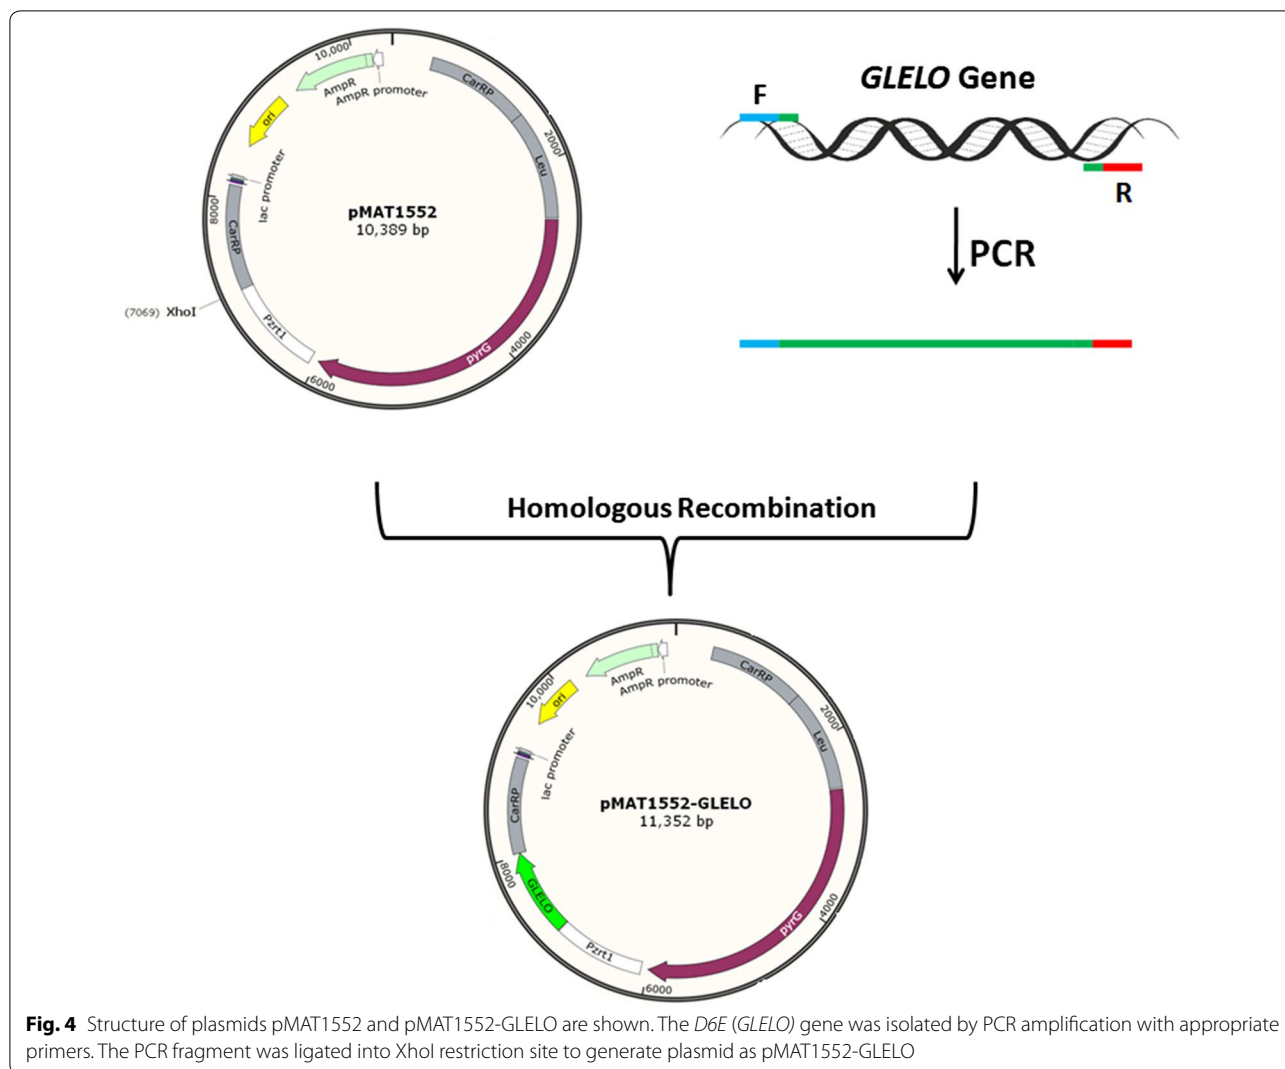 10,000
AmpR
AmpR promoter
ori
lac promoter
8000
CarRP
(7069) XhoI
Pzrt1
6000
pyrG
4000
Leu
2000
CarRP
pMAT1552
10,389 bp
GLELO Gene
F
R
PCR
Homologous Recombination
10,000
AmpR
AmpR promoter
ori
lac promoter
CarRP
8000
GLELO
Pzrt1
6000
pyrG
4000
Leu
2000
CarRP
pMAT1552-GLELO
11,352 bp
Fig. 4 Structure of plasmids pMAT1552 and pMAT1552-GLELO are shown. The D6E (GLELO) gene was isolated by PCR amplification with appropriate
primers. The PCR fragment was ligated into XhoI restriction site to generate plasmid as pMAT1552-GLELO